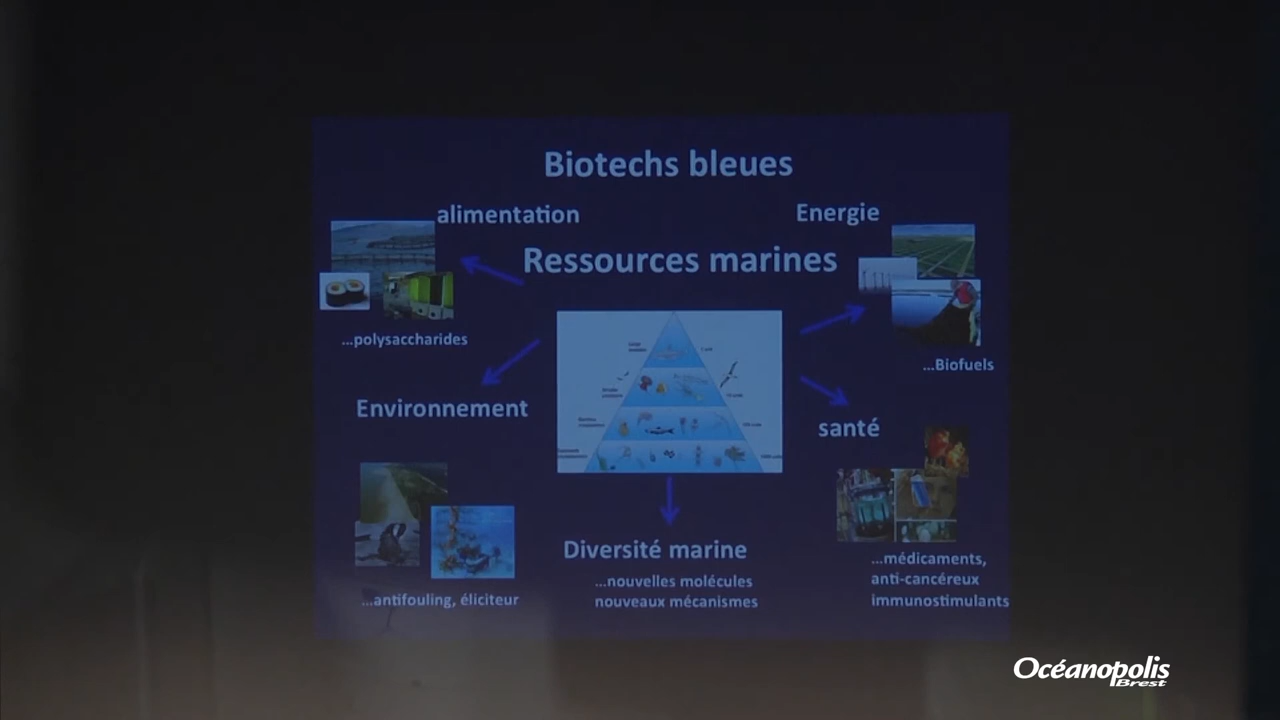 Biotechs bleues
alimentation
Energie
Ressources marines
...polysaccharides
...Biofuels
Environnement
santé
Diversité marine
...nouvelles molécules
nouveaux mécanismes
...médicaments,
anti-cancéreux
immunostimulants
...antifouling, éliciteur
Océanopolis
Brest